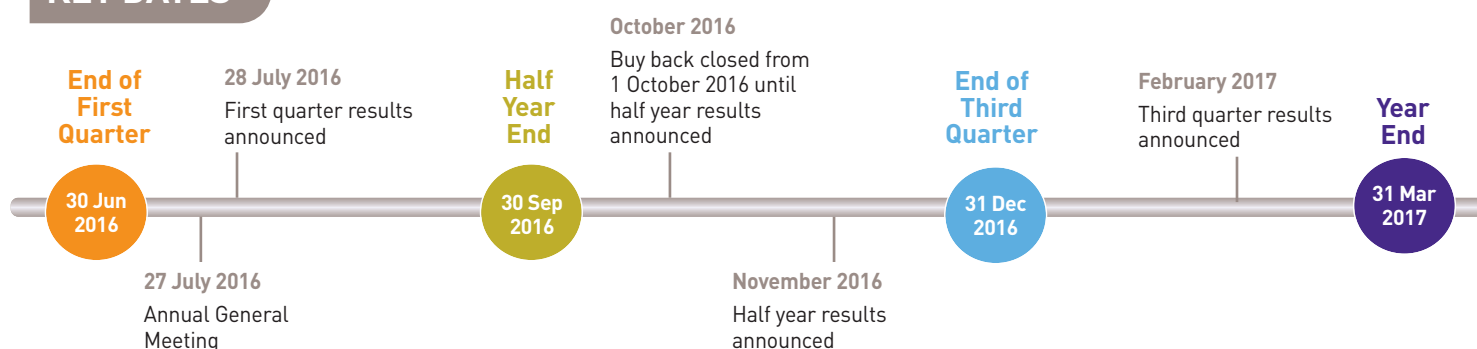 KEY DATES
End of
First
Quarter
30 Jun
2016
27 July 2016
Annual General
Meeting
28 July 2016
First quarter results
announced
Half
Year
End
30 Sep
2016
October 2016
Buy back closed from
1 October 2016 until
half year results
announced
November 2016
Half year results
announced
End of
Third
Quarter
31 Dec
2016
February 2017
Third quarter results
announced
Year
End
31 Mar
2017